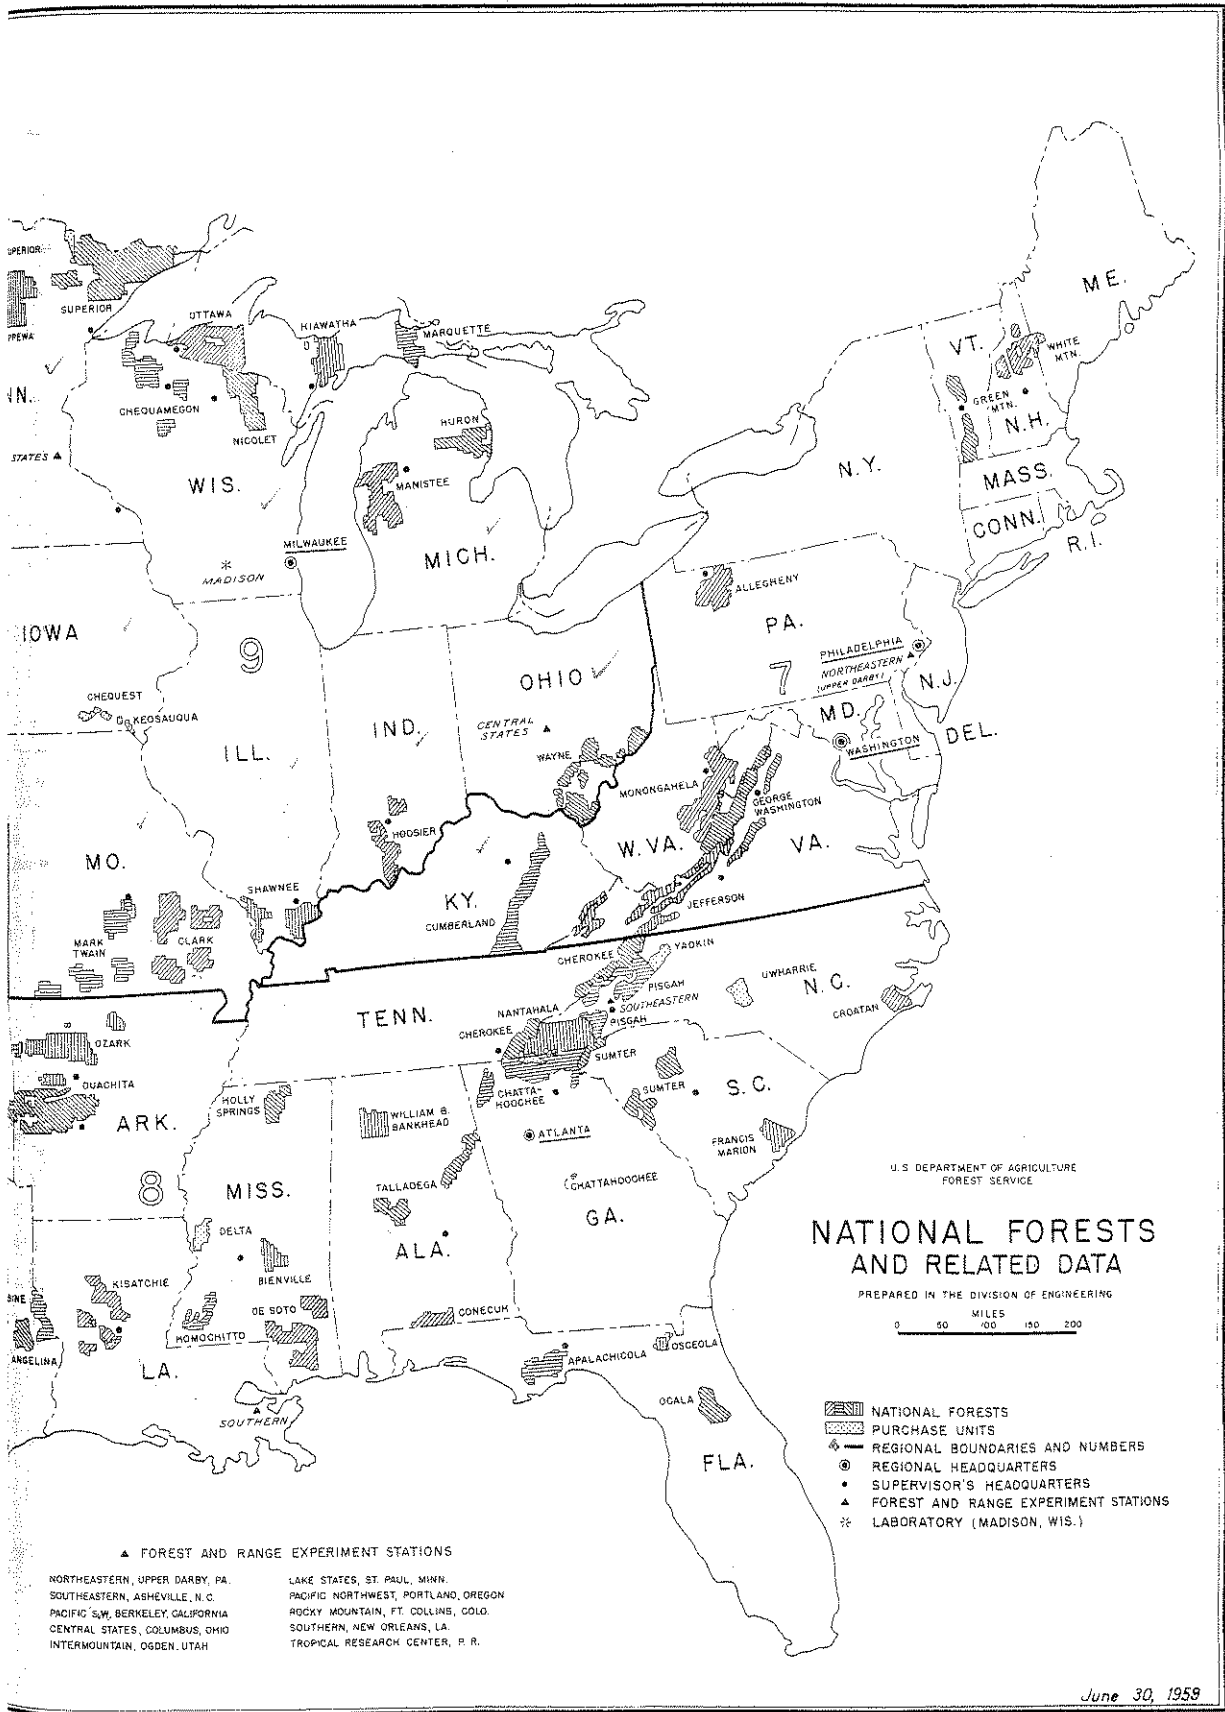 SUPERIOR
OTTAWA
HIAWATHA
MARQUETTE
CHEQUAMEGON
NICOLET
HURON
MANISTEE
STATES
WIS.
MICH.
MILWAUKEE
MADISON
ME.
VT.
WHITE
MTN.
GREEN
MTN.
N.H.
N.Y.
MASS.
CONN.
R.I.
ALLEGHENY
PA.
7
PHILADELPHIA
NORTHEASTERN
(UPPER DARBY)
N.J.
MD.
WASHINGTON
DEL.
IOWA
9
OHIO
CHEQUEST
KEOSAUQUA
ILL.
IND.
CENTRAL
STATES
WAYNE
MONONGAHELA
GEORGE
WASHINGTON
W.VA.
VA.
HOOSIER
MO.
SHAWNEE
KY.
CUMBERLAND
JEFFERSON
MARK
TWAIN
CLARK
CHEROKEE
YADKIN
PISGAH
UWHARRIE
N.C.
CROATAN
SOUTHEASTERN
NANTAHALA
PISGAH
TENN.
CHEROKEE
SUMTER
OZARK
OUACHITA
ARK.
HOLLY
SPRINGS
WILLIAM B.
BANKHEAD
CHATTA-
HOOCHEE
SUMTER
S.C.
ATLANTA
FRANCIS
MARION
8
MISS.
TALLADEGA
CHATTAHOOCHEE
GA.
DELTA
ALA.
BIENVILLE
KISATCHIE
DE SOTO
CONECUH
HOMOCHITTO
ANGELINA
LA.
APALACHICOLA
OSCEOLA
OCALA
SOUTHERN
FLA.
U.S DEPARTMENT OF AGRICULTURE
FOREST SERVICE
NATIONAL FORESTS
AND RELATED DATA
PREPARED IN THE DIVISION OF ENGINEERING
MILES
0 50 100 150 200
NATIONAL FORESTS
PURCHASE UNITS
REGIONAL BOUNDARIES AND NUMBERS
REGIONAL HEADQUARTERS
SUPERVISOR'S HEADQUARTERS
FOREST AND RANGE EXPERIMENT STATIONS
LABORATORY (MADISON, WIS.)
FOREST AND RANGE EXPERIMENT STATIONS
NORTHEASTERN, UPPER DARBY, PA.
SOUTHEASTERN, ASHEVILLE, N.C.
PACIFIC S.W. BERKELEY, CALIFORNIA
CENTRAL STATES, COLUMBUS, OHIO
INTERMOUNTAIN, OGDEN, UTAH
LAKE STATES, ST. PAUL, MINN.
PACIFIC NORTHWEST, PORTLAND, OREGON
ROCKY MOUNTAIN, FT. COLLINS, COLO.
SOUTHERN, NEW ORLEANS, LA.
TROPICAL RESEARCH CENTER, P. R.
June 30, 1959